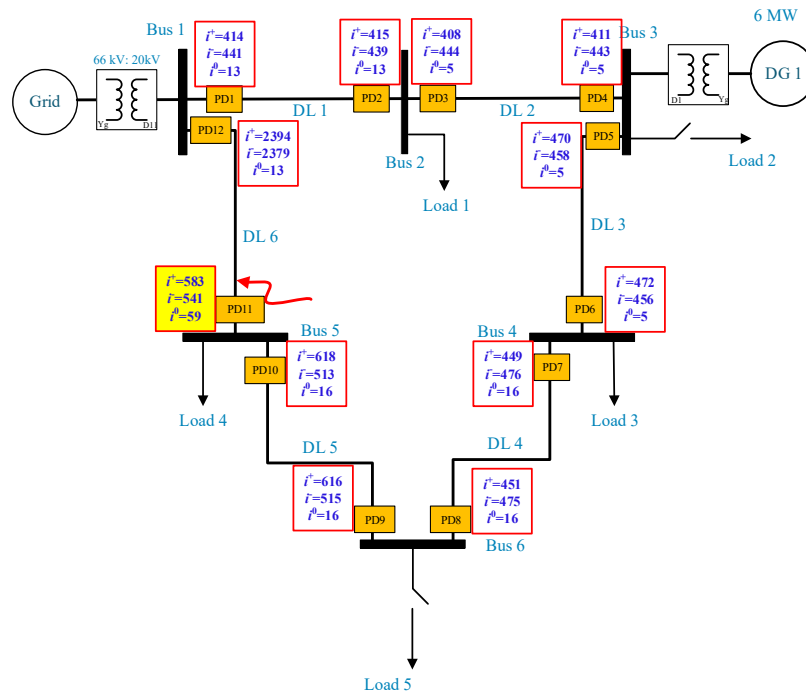 6 MW
Bus 1
i⁺=414
i⁻=441
i⁰=13
i⁺=415
i⁻=439
i⁰=13
i⁺=408
i⁻=444
i⁰=5
i⁺=411
i⁻=443
i⁰=5
Bus 3
66 kV: 20kV
Grid
Yg
D11
PD1
DL 1
PD2
PD3
DL 2
PD4
D1
Yg
DG 1
PD12
i⁺=2394
i⁻=2379
i⁰=13
Bus 2
Load 1
i⁺=470
i⁻=458
i⁰=5
PD5
Load 2
DL 6
DL 3
i⁺=583
i⁻=541
i⁰=59
PD11
i⁺=472
i⁻=456
i⁰=5
PD6
Bus 5
Bus 4
PD10
i⁺=618
i⁻=513
i⁰=16
i⁺=449
i⁻=476
i⁰=16
PD7
Load 4
Load 3
DL 5
DL 4
i⁺=616
i⁻=515
i⁰=16
PD9
PD8
i⁺=451
i⁻=475
i⁰=16
Bus 6
Load 5